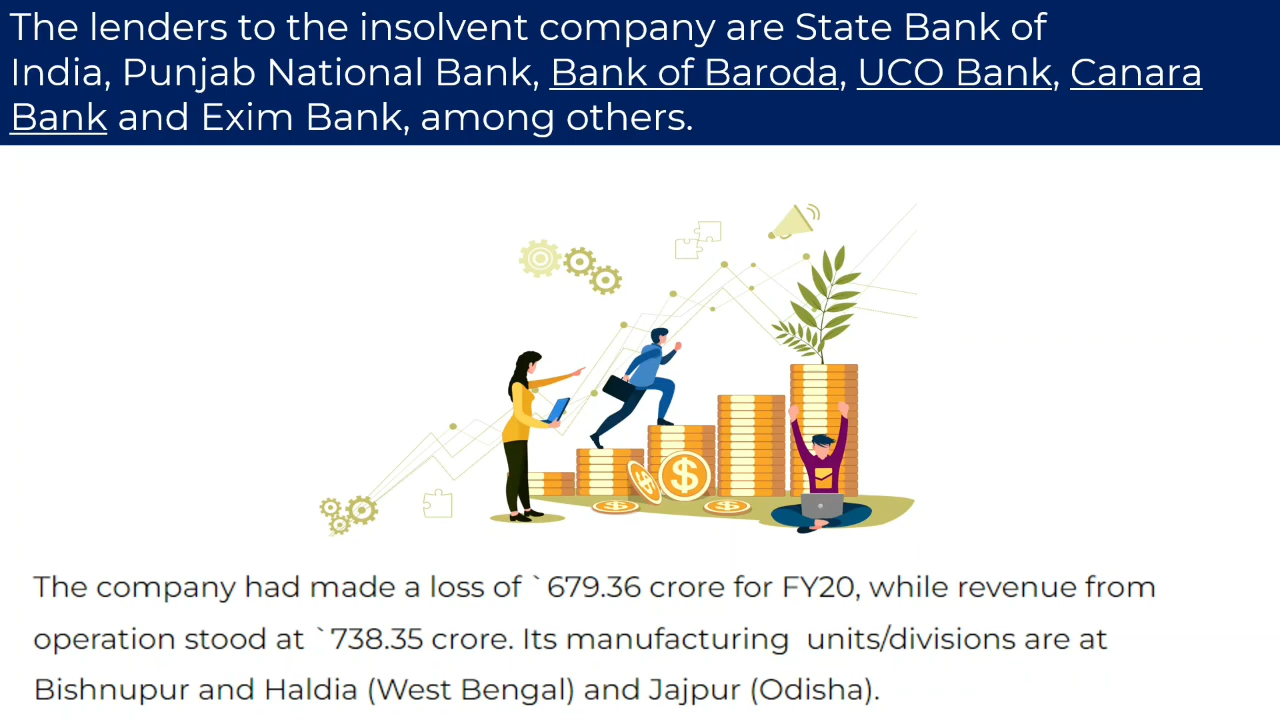 The lenders to the insolvent company are State Bank of
India, Punjab National Bank, Bank of Baroda, UCO Bank, Canara
Bank and Exim Bank, among others.
The company had made a loss of `679.36 crore for FY20, while revenue from
operation stood at `738.35 crore. Its manufacturing units/divisions are at
Bishnupur and Haldia (West Bengal) and Jajpur (Odisha).